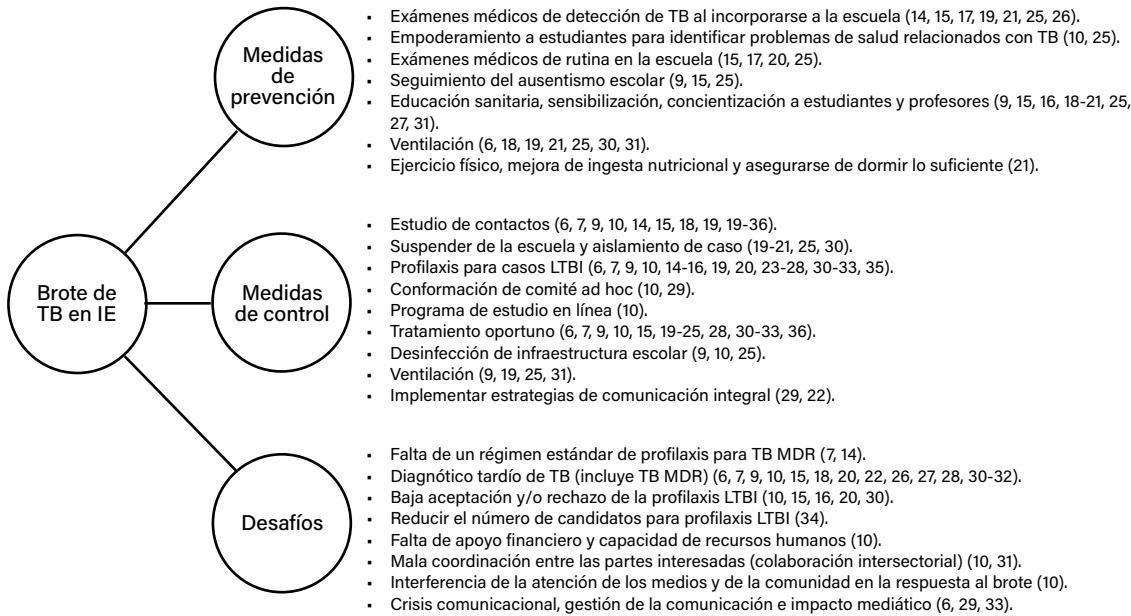 Medidas
de
prevención
▪ Exámenes médicos de detección de TB al incorporarse a la escuela (14, 15, 17, 19, 21, 25, 26).
▪ Empoderamiento a estudiantes para identificar problemas de salud relacionados con TB (10, 25).
▪ Exámenes médicos de rutina en la escuela (15, 17, 20, 25).
▪ Seguimiento del ausentismo escolar (9, 15, 25).
▪ Educación sanitaria, sensibilización, concientización a estudiantes y profesores (9, 15, 16, 18-21, 25,
27, 31).
▪ Ventilación (6, 18, 19, 21, 25, 30, 31).
▪ Ejercicio físico, mejora de ingesta nutricional y asegurarse de dormir lo suficiente (21).
Brote de
TB en IE
Medidas
de control
▪ Estudio de contactos (6, 7, 9, 10, 14, 15, 18, 19, 19-36).
▪ Suspender de la escuela y aislamiento de caso (19-21, 25, 30).
▪ Profilaxis para casos LTBI (6, 7, 9, 10, 14-16, 19, 20, 23-28, 30-33, 35).
▪ Conformación de comité ad hoc (10, 29).
▪ Programa de estudio en línea (10).
▪ Tratamiento oportuno (6, 7, 9, 10, 15, 19-25, 28, 30-33, 36).
▪ Desinfección de infraestructura escolar (9, 10, 25).
▪ Ventilación (9, 19, 25, 31).
▪ Implementar estrategias de comunicación integral (29, 22).
Desafíos
▪ Falta de un régimen estándar de profilaxis para TB MDR (7, 14).
▪ Diagnótico tardío de TB (incluye TB MDR) (6, 7, 9, 10, 15, 18, 20, 22, 26, 27, 28, 30-32).
▪ Baja aceptación y/o rechazo de la profilaxis LTBI (10, 15, 16, 20, 30).
▪ Reducir el número de candidatos para profilaxis LTBI (34).
▪ Falta de apoyo financiero y capacidad de recursos humanos (10).
▪ Mala coordinación entre las partes interesadas (colaboración intersectorial) (10, 31).
▪ Interferencia de la atención de los medios y de la comunidad en la respuesta al brote (10).
▪ Crisis comunicacional, gestión de la comunicación e impacto mediático (6, 29, 33).